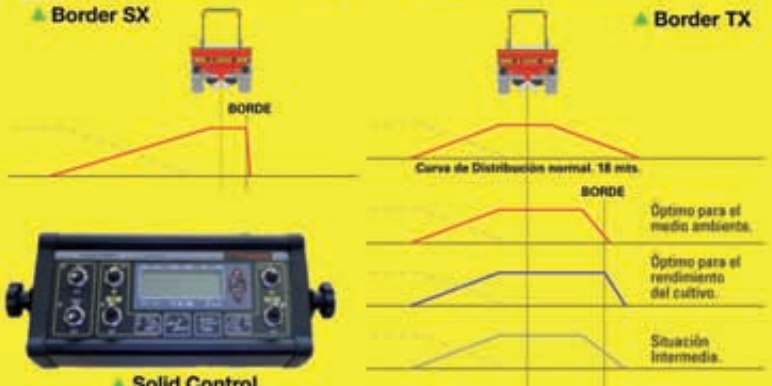 Border SX
BORDE
Solid Control
Border TX
Curva de Distribución normal. 18 mts.
BORDE
Óptimo para el
medio ambiente.
Óptimo para el
rendimiento
del cultivo.
Situación
Intermedia.